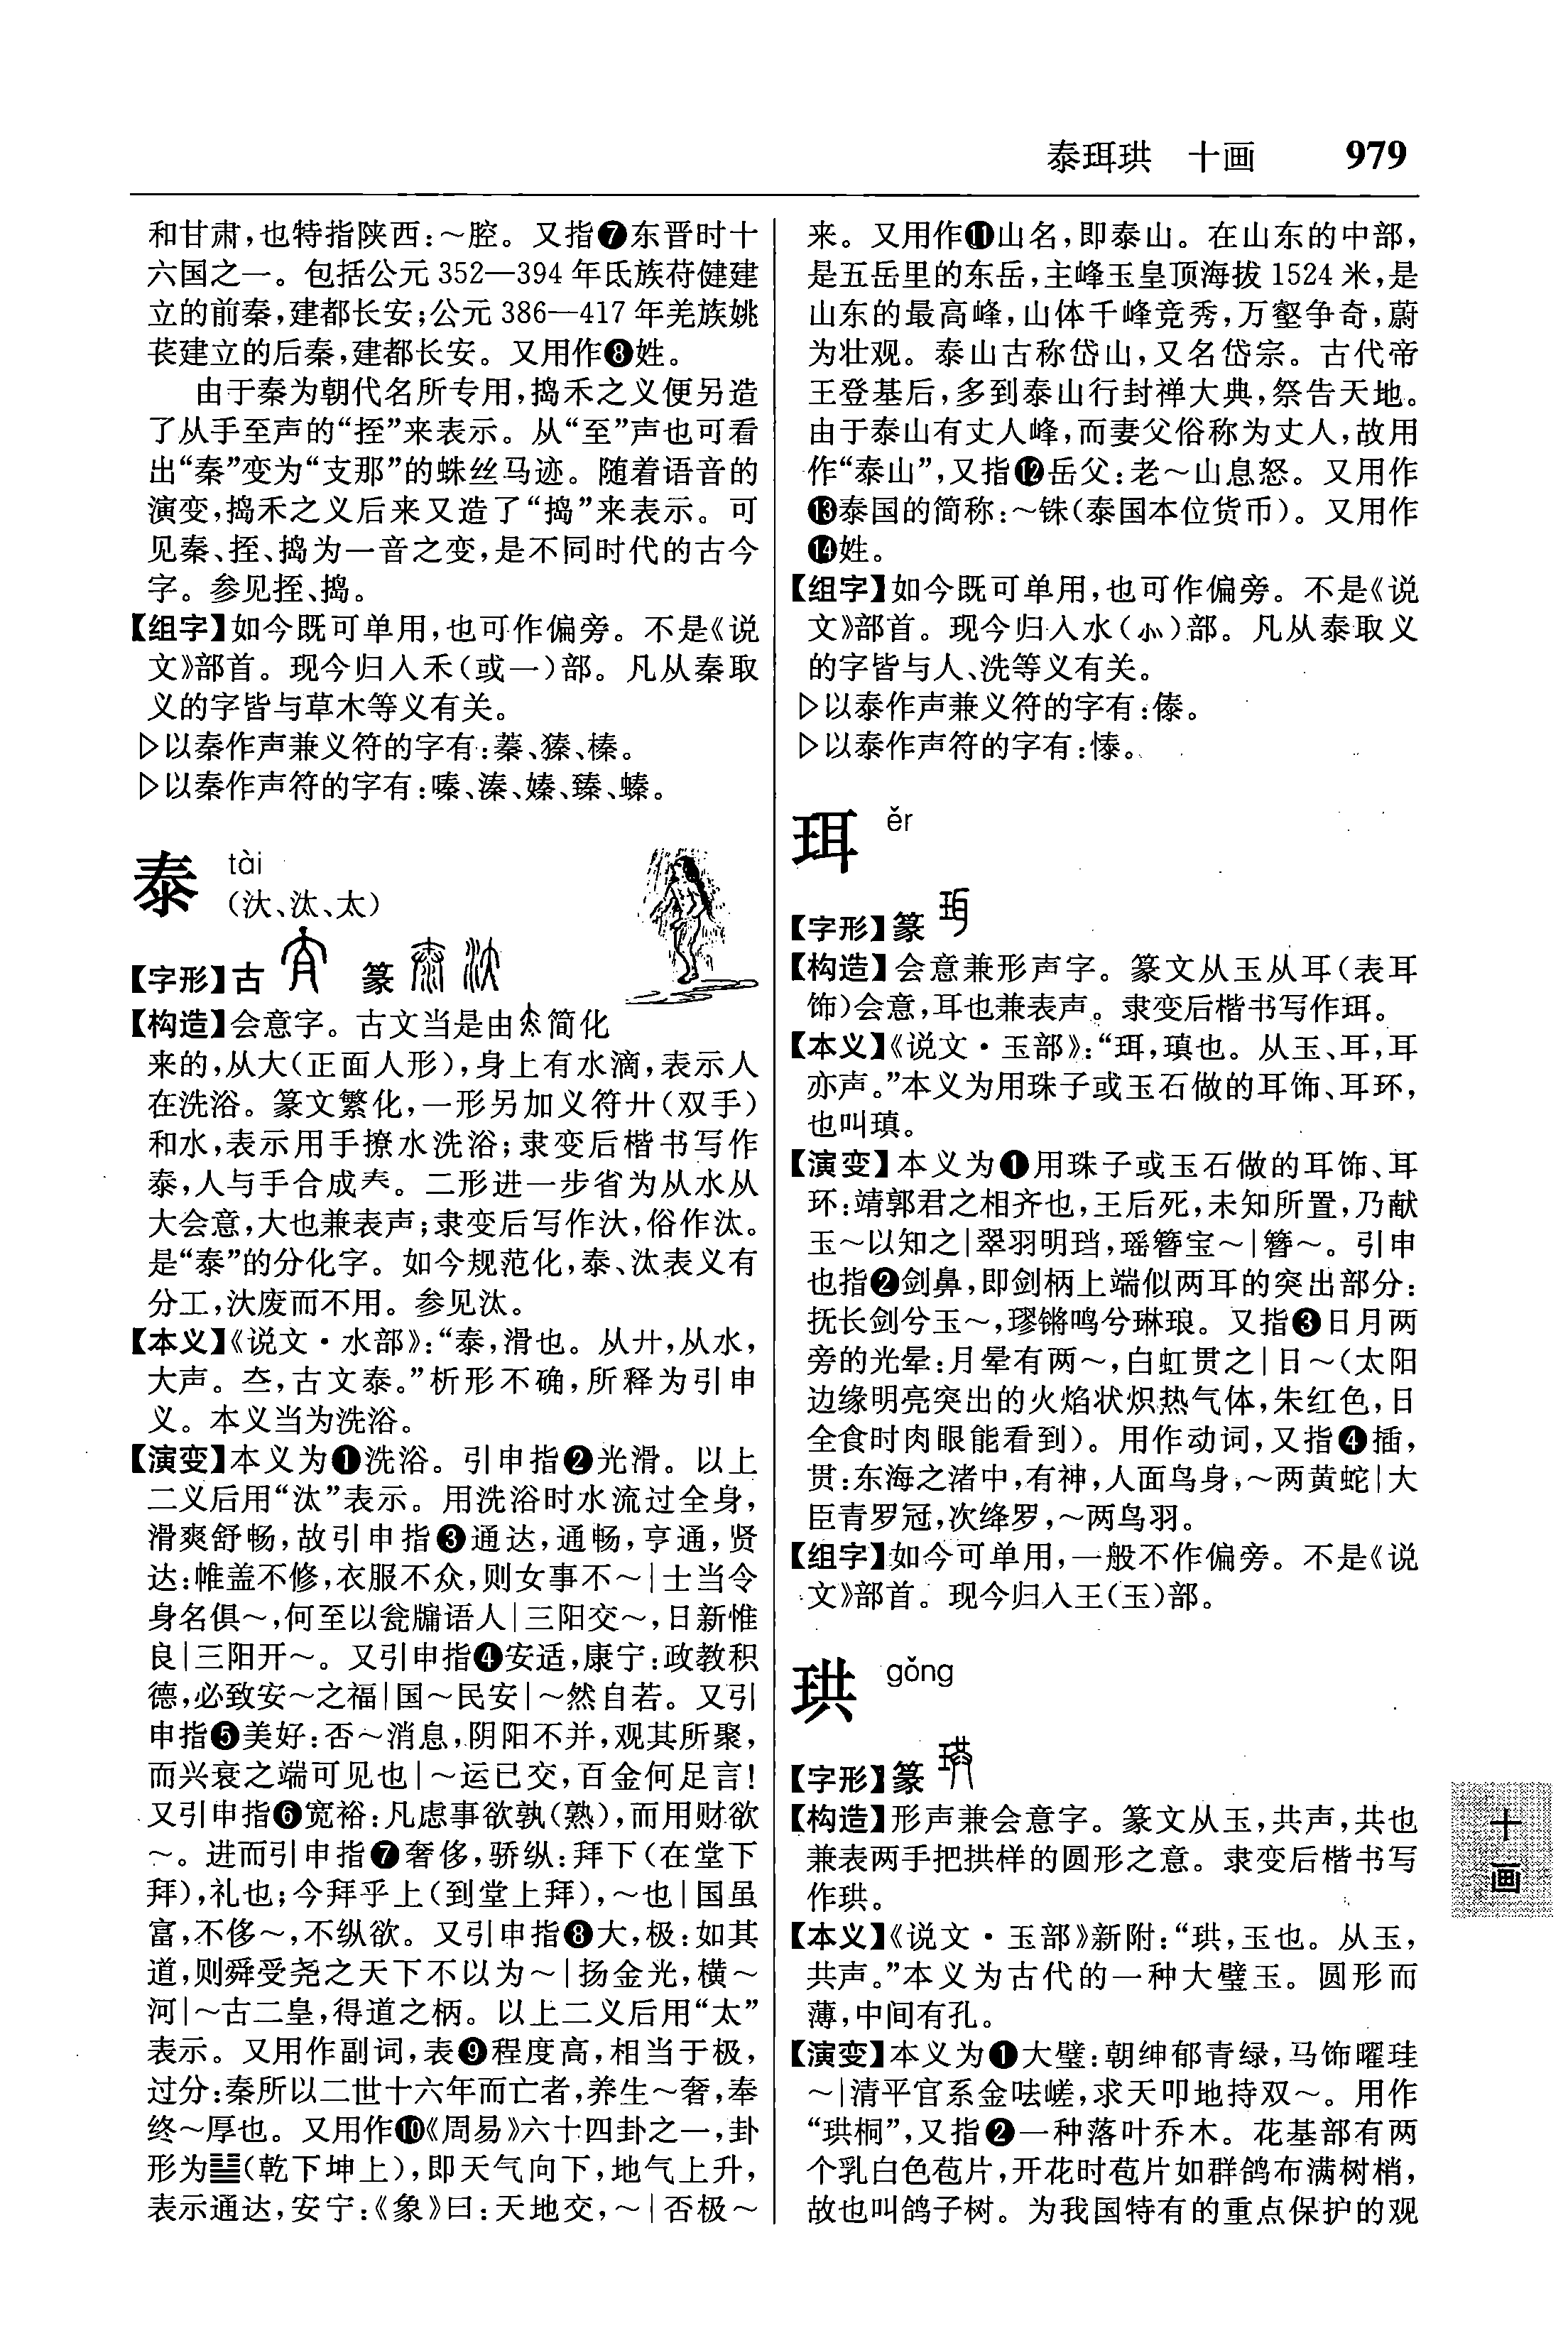 泰珥珙 十画 979
和甘肃,也特指陕西:～腔。又指❼东晋时十
六国之一。包括公元352—394年氐族苻健建
立的前秦,建都长安;公元386—417年羌族姚
苌建立的后秦,建都长安。又用作❽姓。
由于秦为朝代名所专用,捣禾之义便另造
了从手至声的“挃”来表示。从“至”声也可看
出“秦”变为“支那”的蛛丝马迹。随着语音的
演变,捣禾之义后来又造了“捣”来表示。可
见秦、挃、捣为一音之变,是不同时代的古今
字。参见挃、捣。
【组字】如今既可单用,也可作偏旁。不是《说
文》部首。现今归入禾(或一)部。凡从秦取
义的字皆与草木等义有关。
▷以秦作声兼义符的字有:蓁、獉、榛。
▷以秦作声符的字有:嗪、溱、嫀、臻、螓。
泰 tài
(汏、汰、太)
【字形】古 篆
【构造】会意字。古文当是由简化
来的,从大(正面人形),身上有水滴,表示人
在洗浴。篆文繁化,一形另加义符廾(双手)
和水,表示用手撩水洗浴;隶变后楷书写作
泰,人与手合成𡗗。二形进一步省为从水从
大会意,大也兼表声;隶变后写作汏,俗作汰。
是“泰”的分化字。如今规范化,泰、汰表义有
分工,汏废而不用。参见汰。
【本义】《说文·水部》:“泰,滑也。从廾,从水,
大声。夳,古文泰。”析形不确,所释为引申
义。本义当为洗浴。
【演变】本义为❶洗浴。引申指❷光滑。以上
二义后用“汰”表示。用洗浴时水流过全身,
滑爽舒畅,故引申指❸通达,通畅,亨通,贤
达:帷盖不修,衣服不众,则女事不～|士当令
身名俱～,何至以瓮牖语人|三阳交～,日新惟
良|三阳开～。又引申指❹安适,康宁:政教积
德,必致安～之福|国～民安|～然自若。又引
申指❺美好:否～消息,阴阳不并,观其所聚,
而兴衰之端可见也|～运已交,百金何足言!
又引申指❻宽裕:凡虑事欲孰(熟),而用财欲
～。进而引申指❼奢侈,骄纵:拜下(在堂下
拜),礼也;今拜乎上(到堂上拜),～也|国虽
富,不侈～,不纵欲。又引申指❽大,极:如其
道,则舜受尧之天下不以为～|扬金光,横～
河|～古二皇,得道之柄。以上二义后用“太”
表示。又用作副词,表❾程度高,相当于极,
过分:秦所以二世十六年而亡者,养生～奢,奉
终～厚也。又用作❿《周易》六十四卦之一,卦
形为䷊(乾下坤上),即天气向下,地气上升,
表示通达,安宁:《象》曰:天地交,～|否极～
来。又用作⓫山名,即泰山。在山东的中部,
是五岳里的东岳,主峰玉皇顶海拔1524米,是
山东的最高峰,山体千峰竞秀,万壑争奇,蔚
为壮观。泰山古称岱山,又名岱宗。古代帝
王登基后,多到泰山行封禅大典,祭告天地。
由于泰山有丈人峰,而妻父俗称为丈人,故用
作“泰山”,又指⓬岳父:老～山息怒。又用作
⓭泰国的简称:～铢(泰国本位货币)。又用作
⓮姓。
【组字】如今既可单用,也可作偏旁。不是《说
文》部首。现今归入水(氺)部。凡从泰取义
的字皆与人、洗等义有关。
▷以泰作声兼义符的字有:傣。
▷以泰作声符的字有:㥭。
珥 ěr
【字形】篆
【构造】会意兼形声字。篆文从玉从耳(表耳
饰)会意,耳也兼表声。隶变后楷书写作珥。
【本义】《说文·玉部》:“珥,瑱也。从玉、耳,耳
亦声。”本义为用珠子或玉石做的耳饰、耳环,
也叫瑱。
【演变】本义为❶用珠子或玉石做的耳饰、耳
环:靖郭君之相齐也,王后死,未知所置,乃献
玉～以知之|翠羽明珰,瑶簪宝～|簪～。引申
也指❷剑鼻,即剑柄上端似两耳的突出部分:
抚长剑兮玉～,璆锵鸣兮琳琅。又指❸日月两
旁的光晕:月晕有两～,白虹贯之|日～(太阳
边缘明亮突出的火焰状炽热气体,朱红色,日
全食时肉眼能看到)。用作动词,又指❹插,
贯:东海之渚中,有神,人面鸟身,～两黄蛇|大
臣青罗冠,次绛罗,～两鸟羽。
【组字】如今可单用,一般不作偏旁。不是《说
文》部首。现今归入王(玉)部。
珙 gǒng
【字形】篆
【构造】形声兼会意字。篆文从玉,共声,共也
兼表两手把拱样的圆形之意。隶变后楷书写
作珙。
【本义】《说文·玉部》新附:“珙,玉也。从玉,
共声。”本义为古代的一种大璧玉。圆形而
薄,中间有孔。
【演变】本义为❶大璧:朝绅郁青绿,马饰曜珪
～|清平官系金呿嵯,求天叩地持双～。用作
“珙桐”,又指❷一种落叶乔木。花基部有两
个乳白色苞片,开花时苞片如群鸽布满树梢,
故也叫鸽子树。为我国特有的重点保护的观
十
画